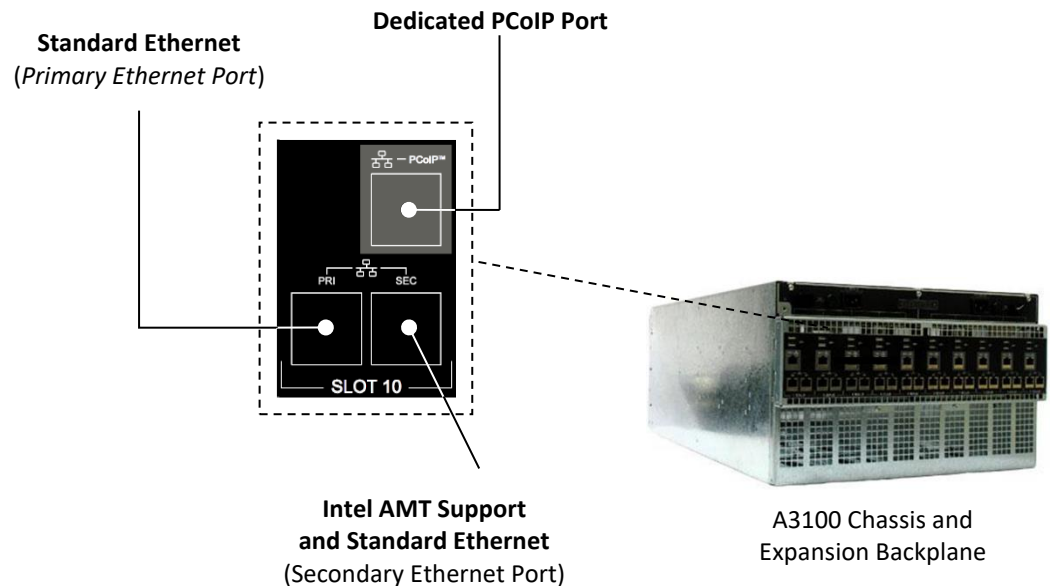 Dedicated PCoIP Port
Standard Ethernet
(Primary Ethernet Port)
PCoIP™
PRI
SEC
SLOT 10
Intel AMT Support
and Standard Ethernet
(Secondary Ethernet Port)
A3100 Chassis and
Expansion Backplane